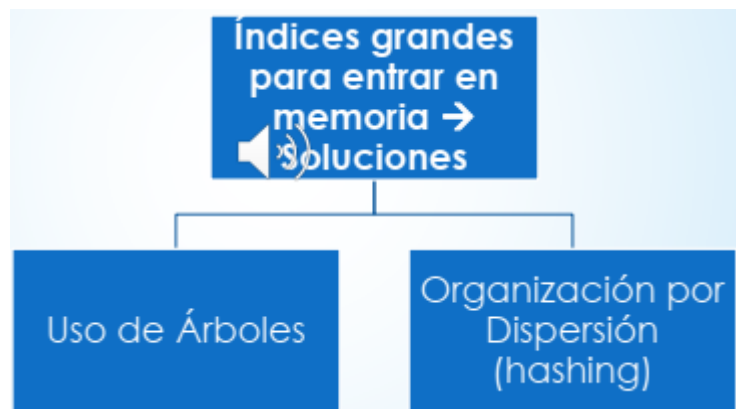 Índices grandes
para entrar en
memoria →
Soluciones
Uso de Árboles
Organización por
Dispersión
(hashing)